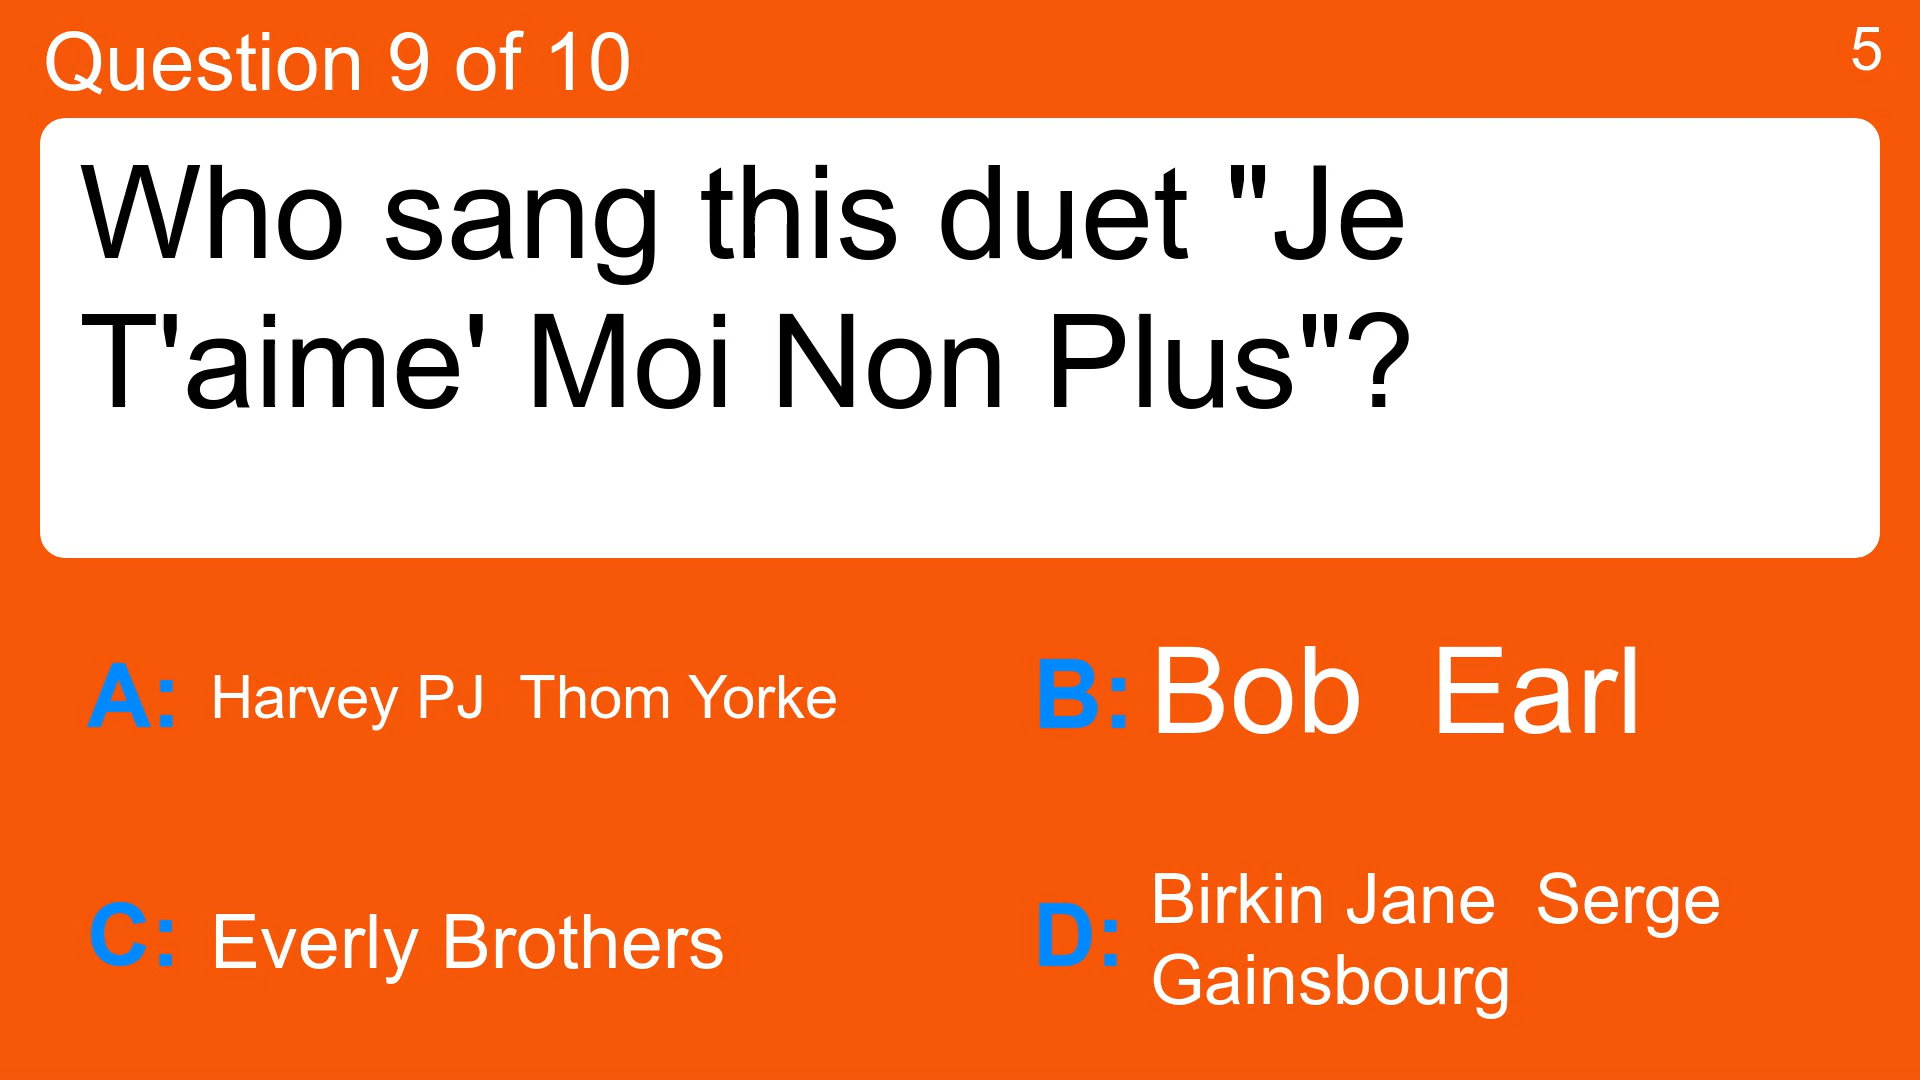 Question 9 of 10
5
Who sang this duet "Je
T'aime' Moi Non Plus"?
A: Harvey PJ  Thom Yorke
B: Bob  Earl
C: Everly Brothers
D: Birkin Jane  Serge
Gainsbourg